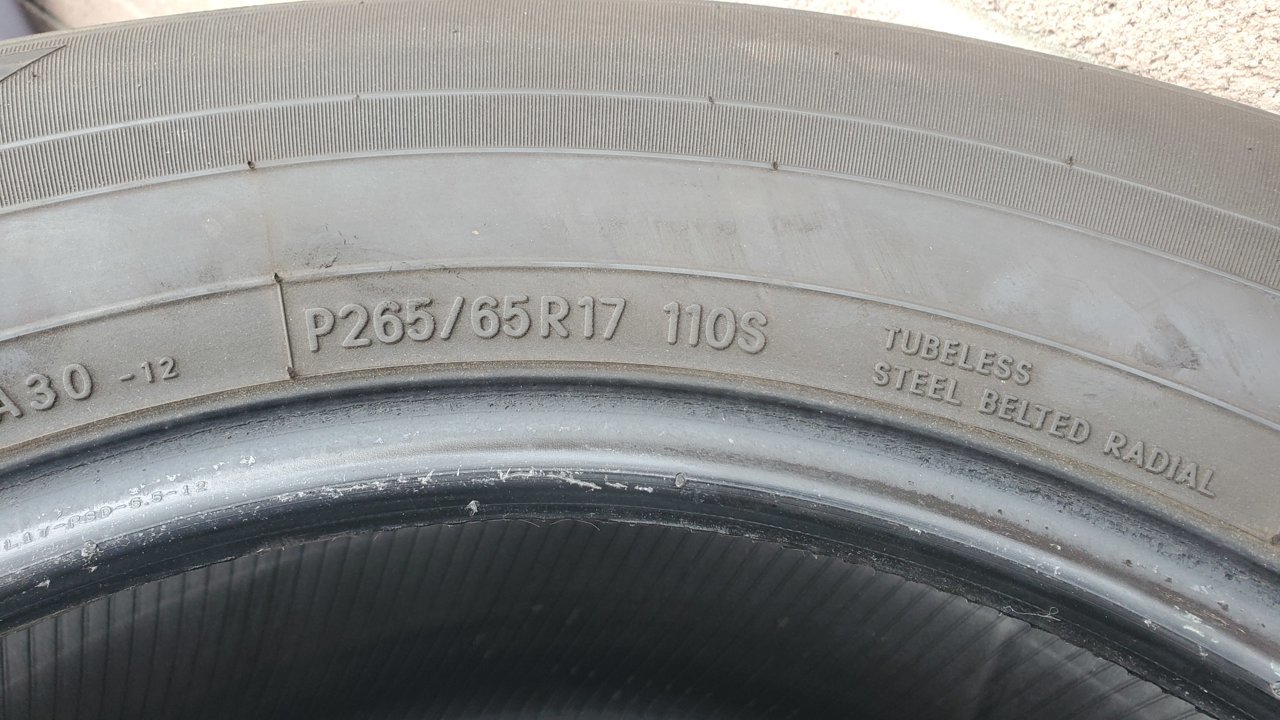 P265/65R17 110S
TUBELESS
STEEL BELTED RADIAL
A30 -12